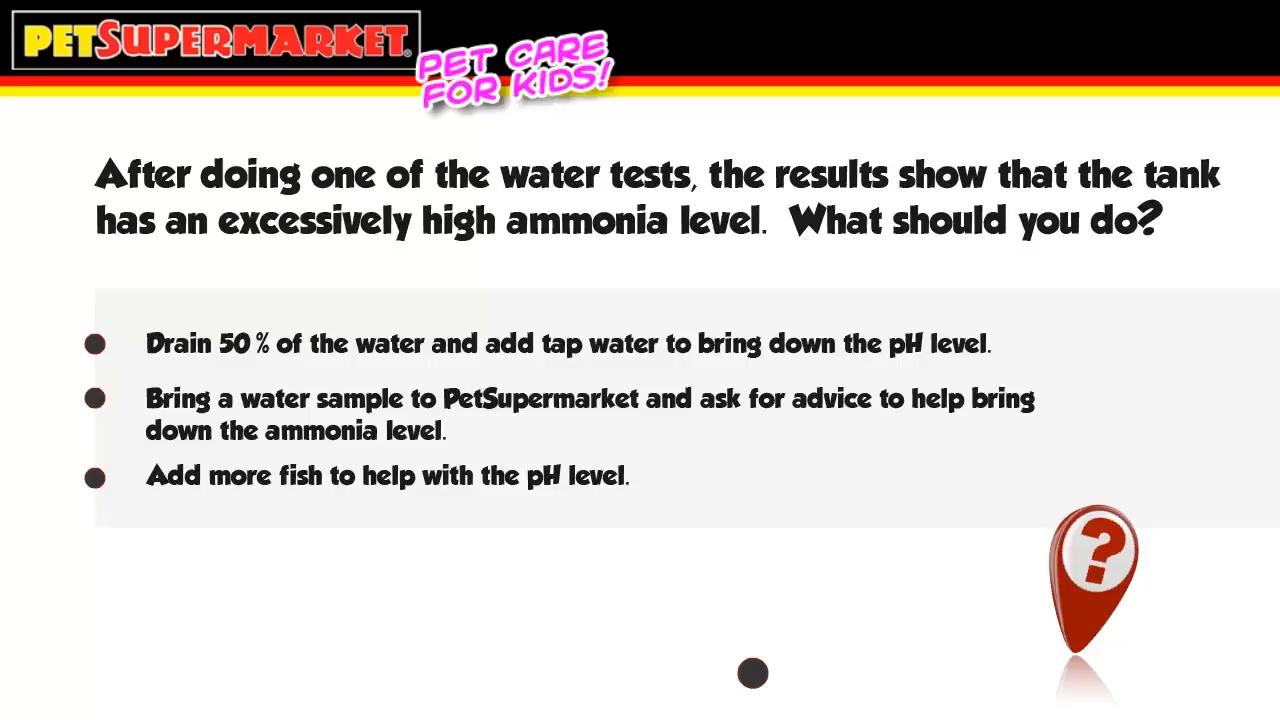 PETSUPERMARKET®
PET CARE
FOR KIDS!
After doing one of the water tests, the results show that the tank
has an excessively high ammonia level. What should you do?
Drain 50% of the water and add tap water to bring down the pH level.
Bring a water sample to PetSupermarket and ask for advice to help bring
down the ammonia level.
Add more fish to help with the pH level.
?